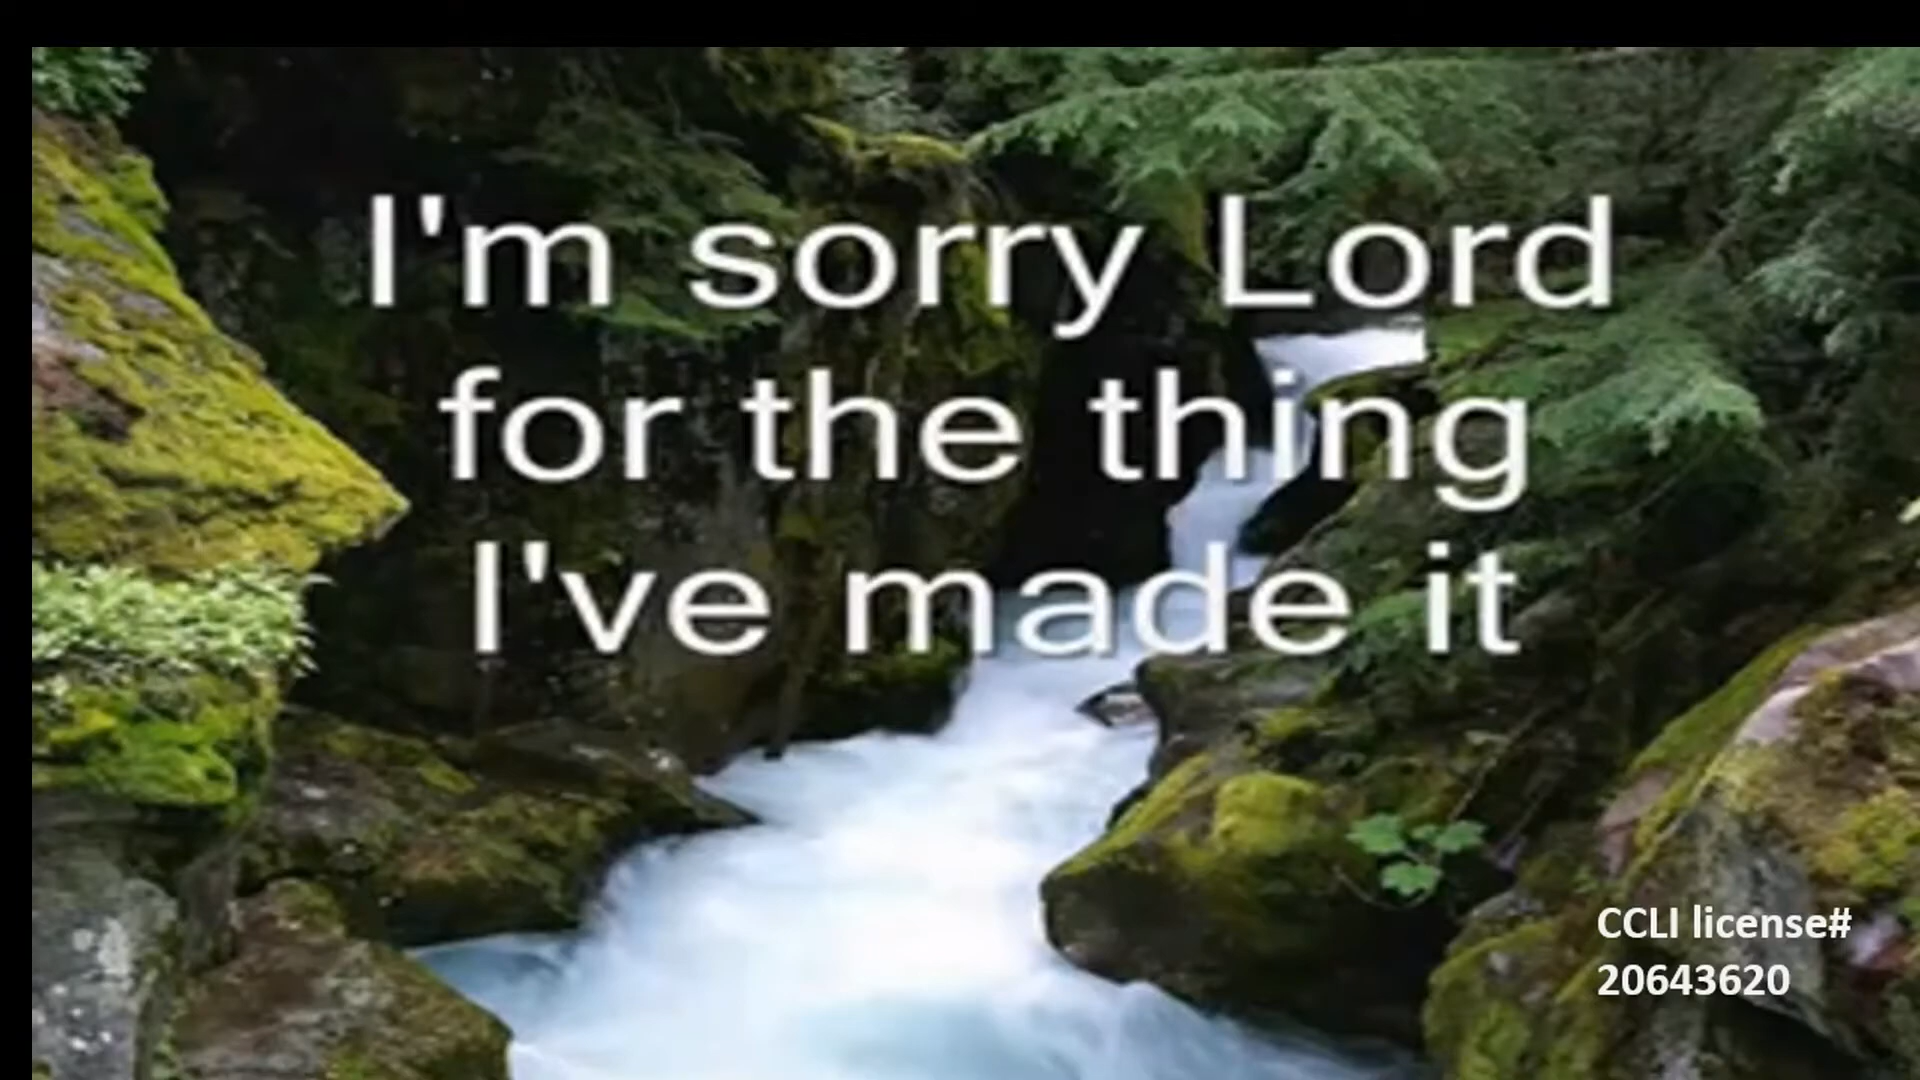 I'm sorry Lord
for the thing
I've made it
CCLI license#
20643620